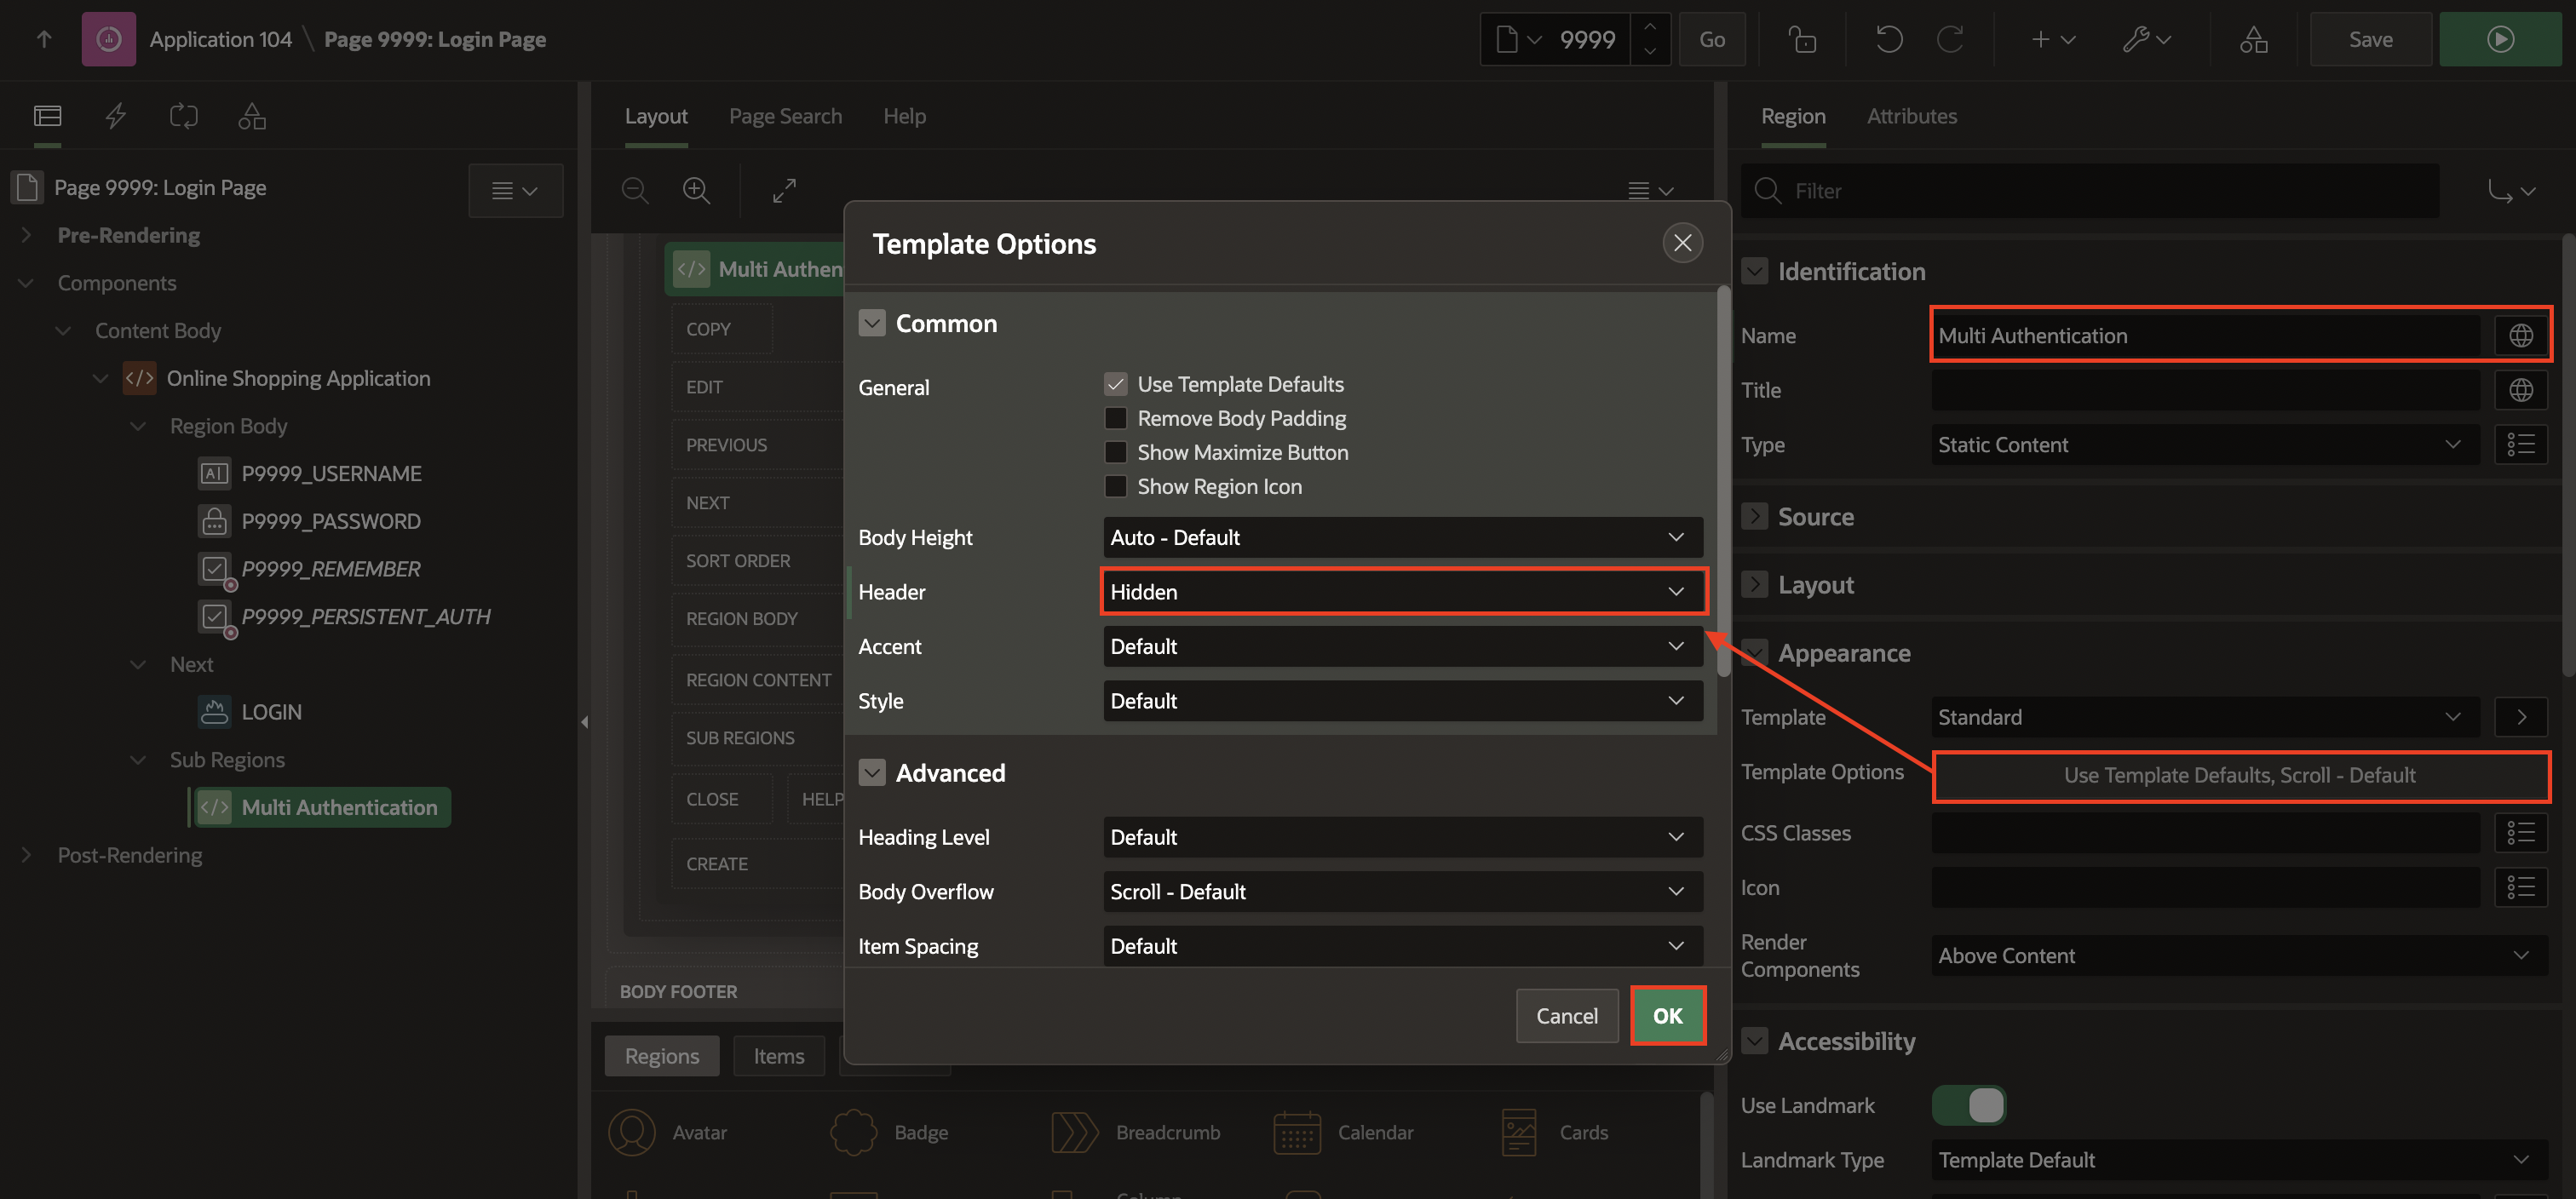 Application 104 \ Page 9999: Login Page
9999
Go
Save
Page 9999: Login Page
Pre-Rendering
Components
Content Body
Online Shopping Application
Region Body
P9999_USERNAME
P9999_PASSWORD
P9999_REMEMBER
P9999_PERSISTENT_AUTH
Next
LOGIN
Sub Regions
Multi Authentication
Post-Rendering
Layout Page Search Help
Multi Authen
COPY
EDIT
PREVIOUS
NEXT
SORT ORDER
REGION BODY
REGION CONTENT
SUB REGIONS
CLOSE HELP
CREATE
BODY FOOTER
Regions Items
Avatar Badge Breadcrumb Calendar Cards
Template Options
Common
General
Use Template Defaults
Remove Body Padding
Show Maximize Button
Show Region Icon
Body Height Auto - Default
Header Hidden
Accent Default
Style Default
Advanced
Heading Level Default
Body Overflow Scroll - Default
Item Spacing Default
Cancel OK
Region Attributes
Filter
Identification
Name Multi Authentication
Title
Type Static Content
Source
Layout
Appearance
Template Standard
Template Options Use Template Defaults, Scroll - Default
CSS Classes
Icon
Render
Components
Above Content
Accessibility
Use Landmark
Landmark Type Template Default